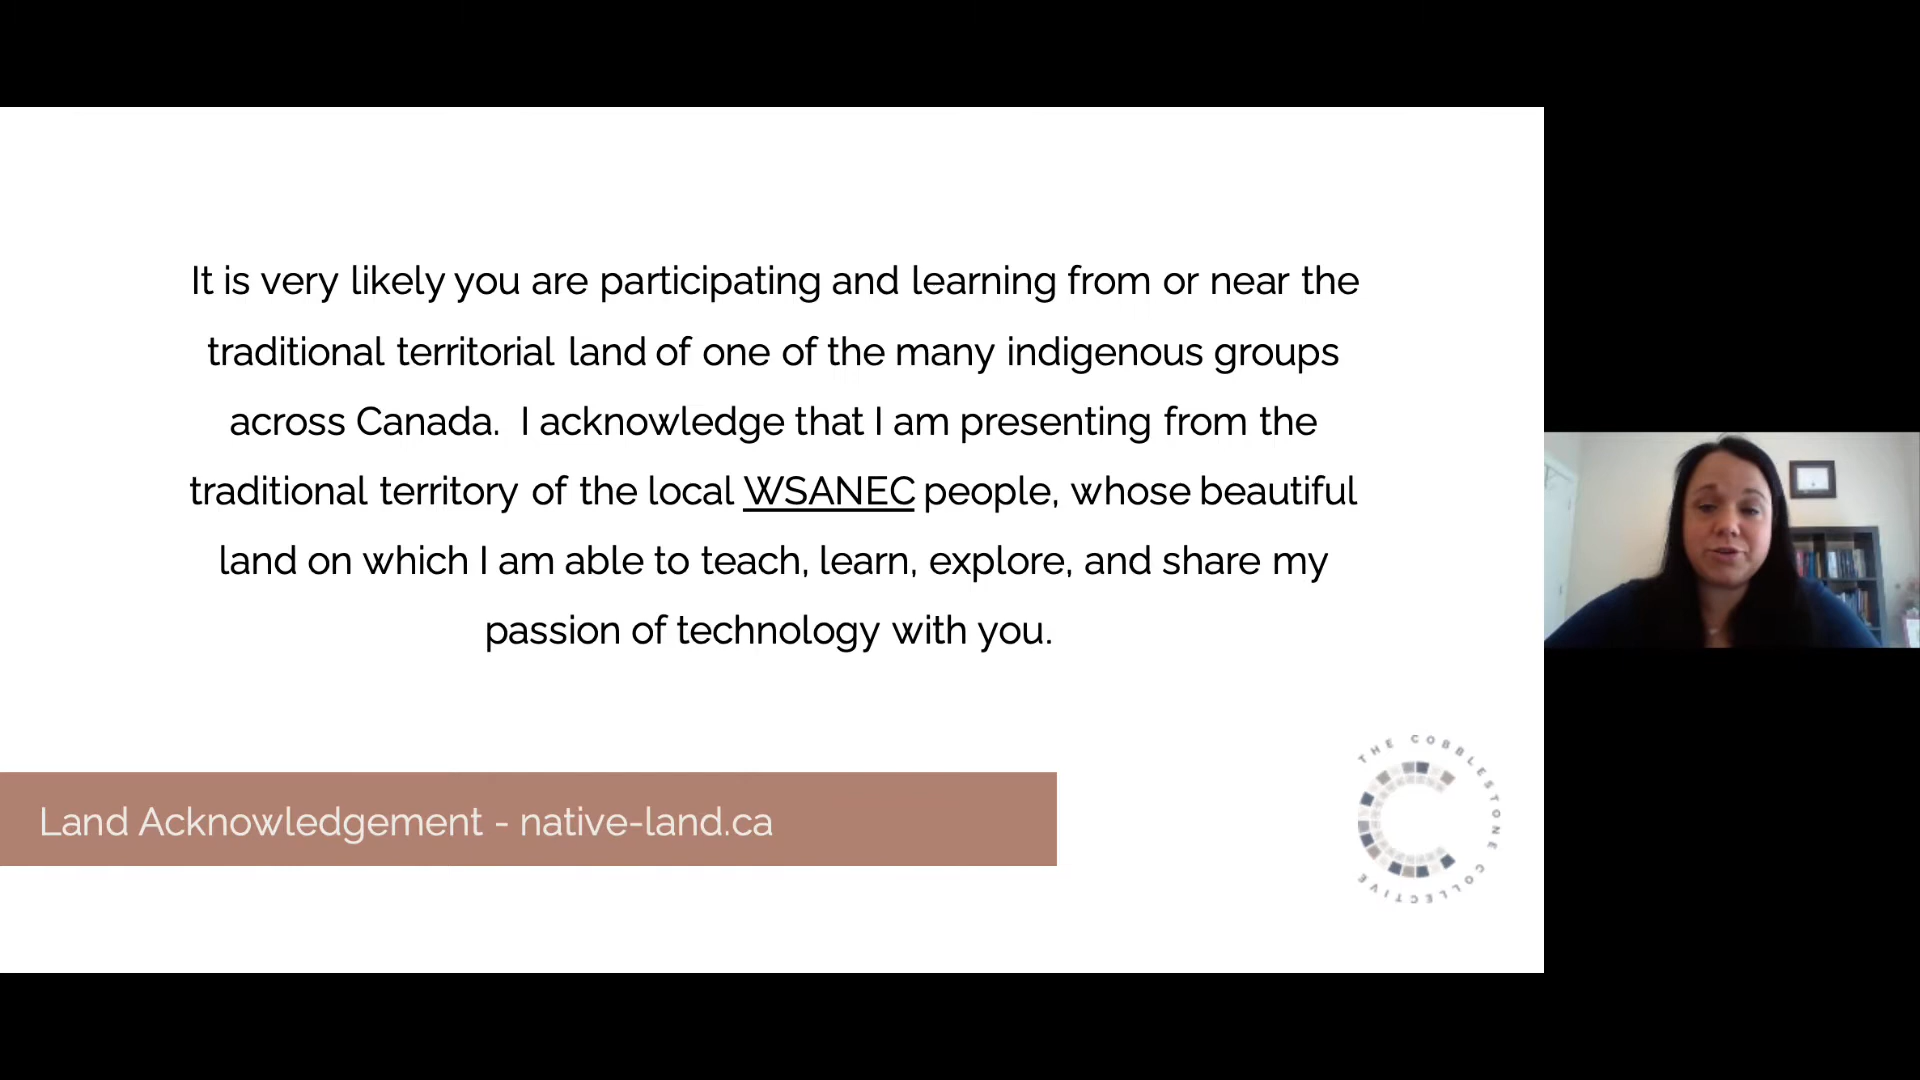 It is very likely you are participating and learning from or near the
traditional territorial land of one of the many indigenous groups
across Canada.  I acknowledge that I am presenting from the
traditional territory of the local WSANEC people, whose beautiful
land on which I am able to teach, learn, explore, and share my
passion of technology with you.
Land Acknowledgement - native-land.ca
THE COBBLESTONE COLLECTIVE